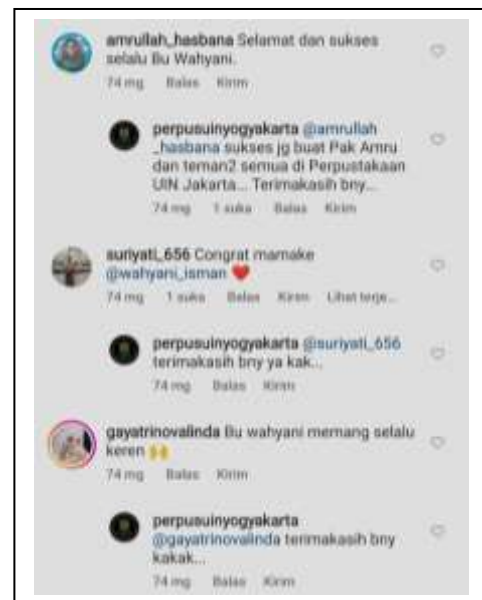 amrullah_hasbana Selamat dan sukses
selalu Bu Wahyani.
74 mg Balas Kirim
perpusuinyogyakarta @amrullah
_hasbana sukses jg buat Pak Amru
dan teman2 semua di Perpustakaan
UIN Jakarta... Terimakasih bny...
74 mg 1 suka Balas Kirim
suriyati_656 Congrat mamake
@wahyani_isman ❤️
74 mg 1 suka Balas Kirim Lihat terje...
perpusuinyogyakarta @suriyati_656
terimakasih bny ya kak...
74 mg Balas Kirim
gayatrinovalinda Bu wahyani memang selalu
keren 🙌
74 mg Balas Kirim
perpusuinyogyakarta
@gayatrinovalinda terimakasih bny
kakak...
74 mg Balas Kirim